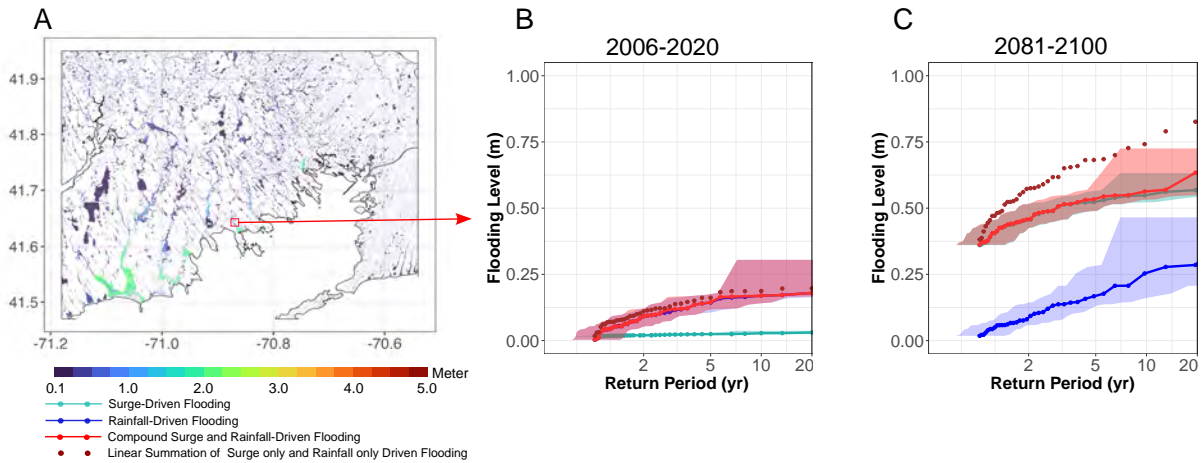 A
41.9
41.8
41.7
41.6
41.5
-71.2
-71.0
-70.8
-70.6
Meter
0.1
1.0
2.0
3.0
4.0
5.0
Surge-Driven Flooding
Rainfall-Driven Flooding
Compound Surge and Rainfall-Driven Flooding
Linear Summation of Surge only and Rainfall only Driven Flooding
B
2006-2020
1.00
0.75
0.50
0.25
0.00
Flooding Level (m)
2
5
10
20
Return Period (yr)
C
2081-2100
1.00
0.75
0.50
0.25
0.00
Flooding Level (m)
2
5
10
20
Return Period (yr)